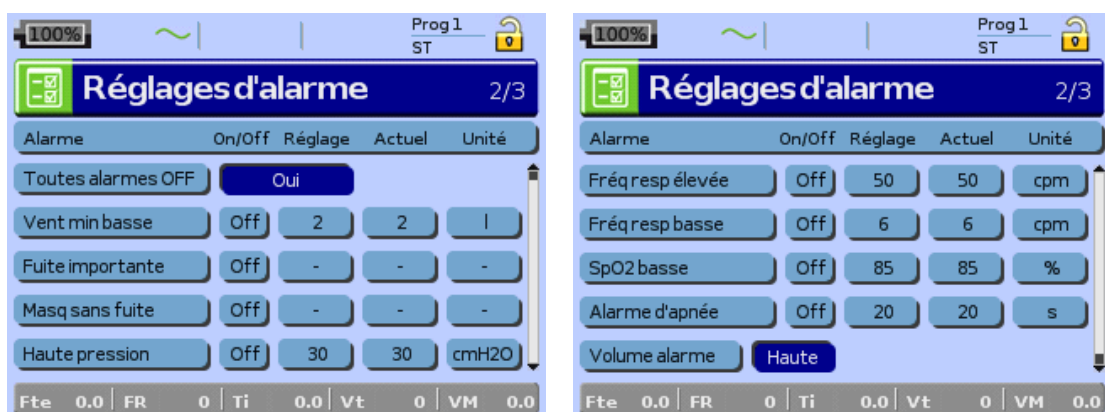 100% Prog 1
ST
Réglages d'alarme 2/3
Alarme On/Off Réglage Actuel Unité
Toutes alarmes OFF Oui
Vent min basse Off 2 2 l
Fuite importante Off - - -
Masq sans fuite Off - - -
Haute pression Off 30 30 cmH2O
Fte 0.0 FR 0 Ti 0.0 Vt 0 VM 0.0
100% Prog 1
ST
Réglages d'alarme 2/3
Alarme On/Off Réglage Actuel Unité
Fréq resp élevée Off 50 50 cpm
Fréq resp basse Off 6 6 cpm
SpO2 basse Off 85 85 %
Alarme d'apnée Off 20 20 s
Volume alarme Haute
Fte 0.0 FR 0 Ti 0.0 Vt 0 VM 0.0